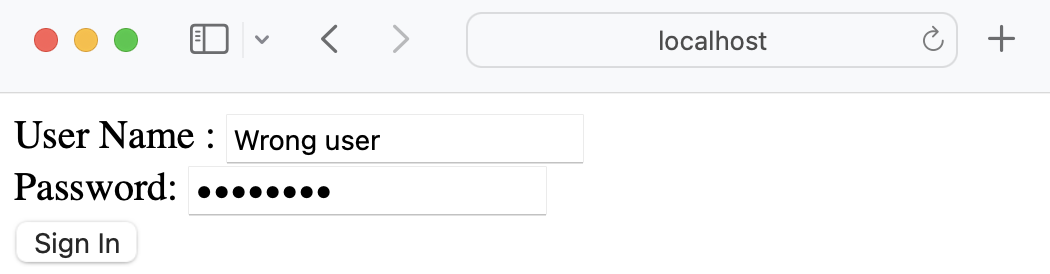 localhost
User Name : Wrong user
Password: ••••••••
Sign In